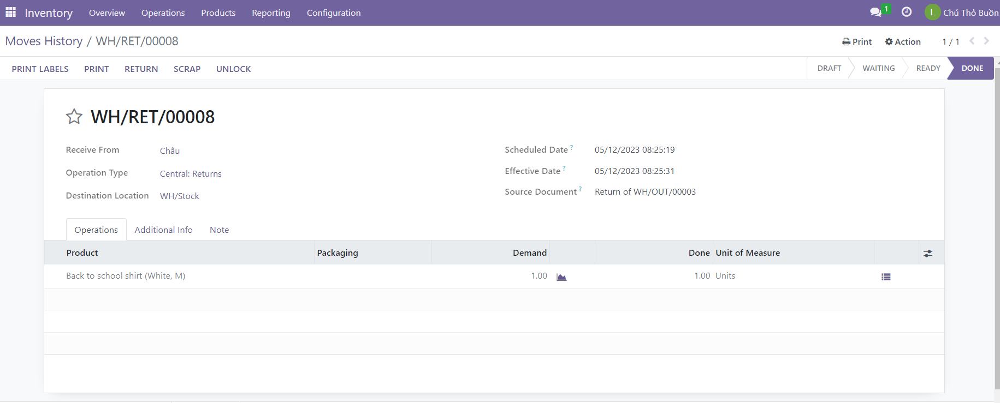 Inventory Overview Operations Products Reporting Configuration 1 L Chú Thỏ Buồn
Moves History / WH/RET/00008 Print Action 1 / 1
PRINT LABELS PRINT RETURN SCRAP UNLOCK DRAFT WAITING READY DONE
WH/RET/00008
Receive From Châu Scheduled Date ? 05/12/2023 08:25:19
Operation Type Central: Returns Effective Date ? 05/12/2023 08:25:31
Destination Location WH/Stock Source Document ? Return of WH/OUT/00003
Operations Additional Info Note
Product Packaging Demand Done Unit of Measure
Back to school shirt (White, M) 1.00 1.00 Units